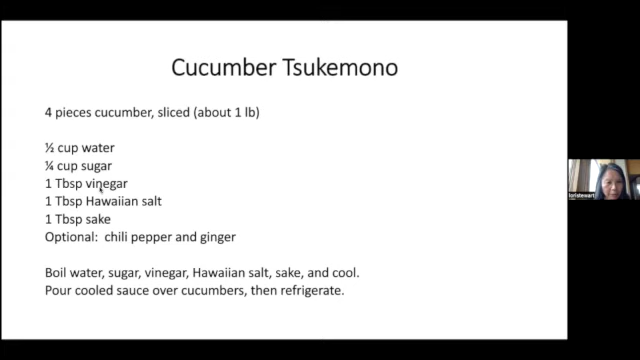 Cucumber Tsukemono
4 pieces cucumber, sliced (about 1 lb)
½ cup water
¼ cup sugar
1 Tbsp vinegar
1 Tbsp Hawaiian salt
1 Tbsp sake
Optional: chili pepper and ginger
Boil water, sugar, vinegar, Hawaiian salt, sake, and cool.
Pour cooled sauce over cucumbers, then refrigerate.
loristewart